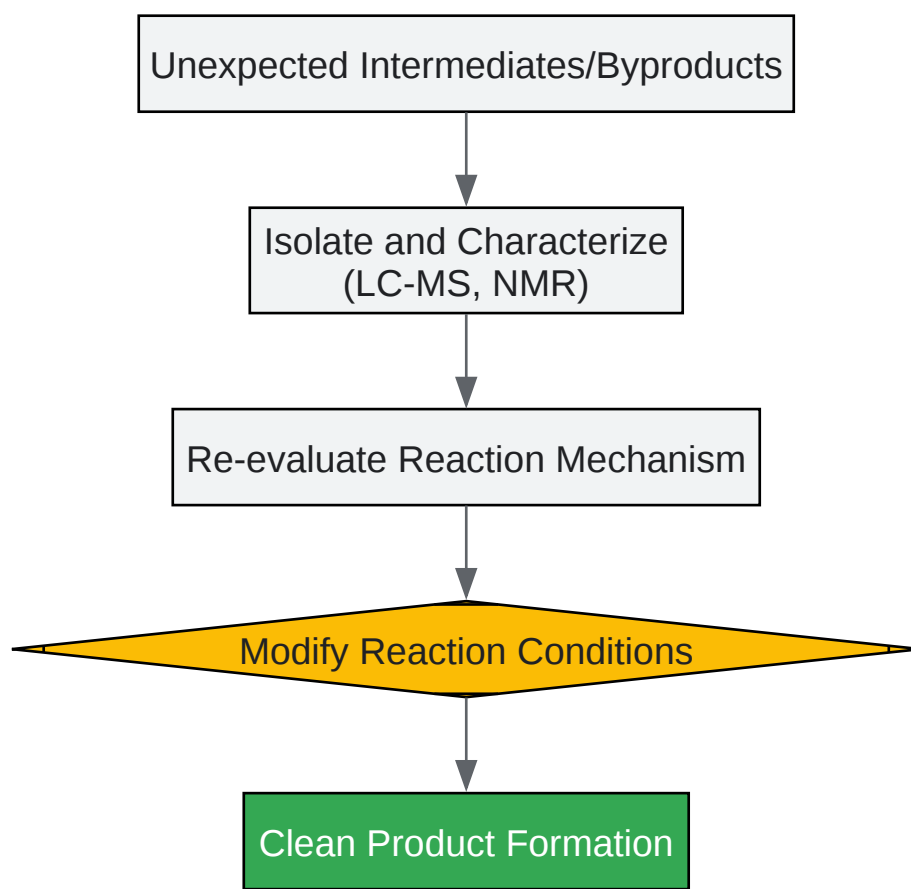 Unexpected Intermediates/Byproducts
Isolate and Characterize
(LC-MS, NMR)
Re-evaluate Reaction Mechanism
Modify Reaction Conditions
Clean Product Formation